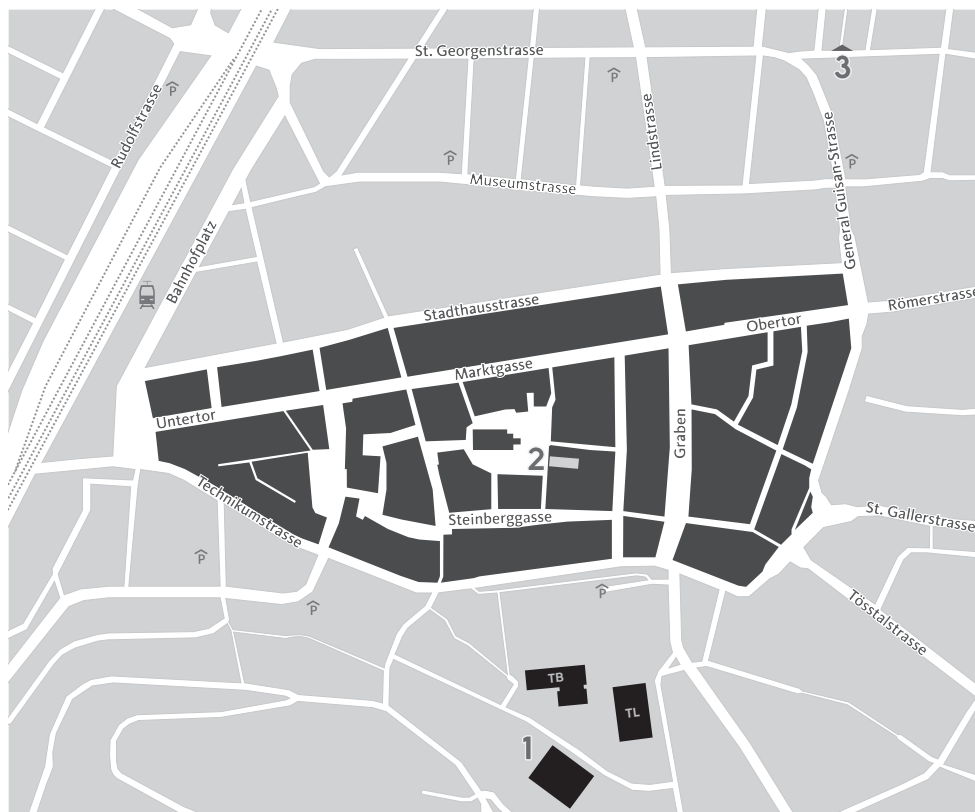 St. Georgenstrasse
3
P
P
Rudolfstrasse
Lindstrasse
General Guisan-Strasse
P
P
Museumstrasse
Bahnhofplatz
Stadthausstrasse
Römerstrasse
Obertor
Marktgasse
Untertor
Graben
2
Technikumstrasse
Steinberggasse
St. Gallerstrasse
P
P
P
Tösstalstrasse
TB
TL
1